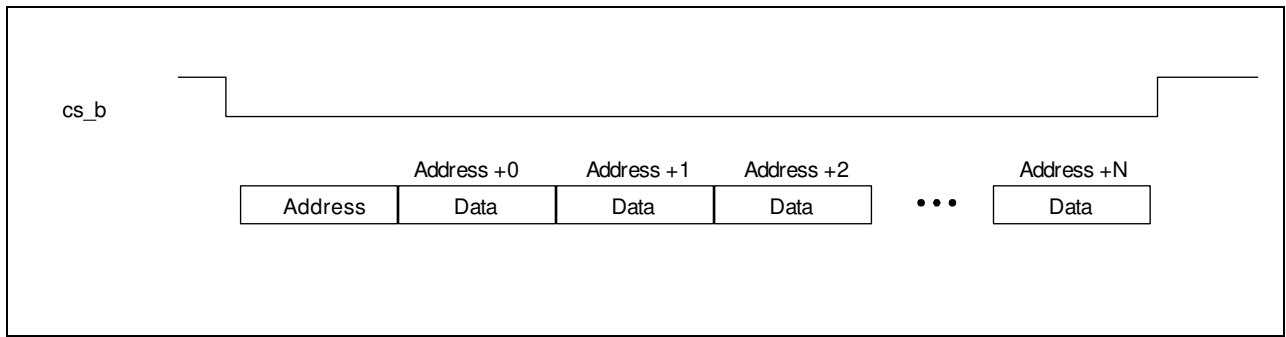 cs_b
Address +0 Address +1 Address +2 Address +N
Address Data Data Data ••• Data